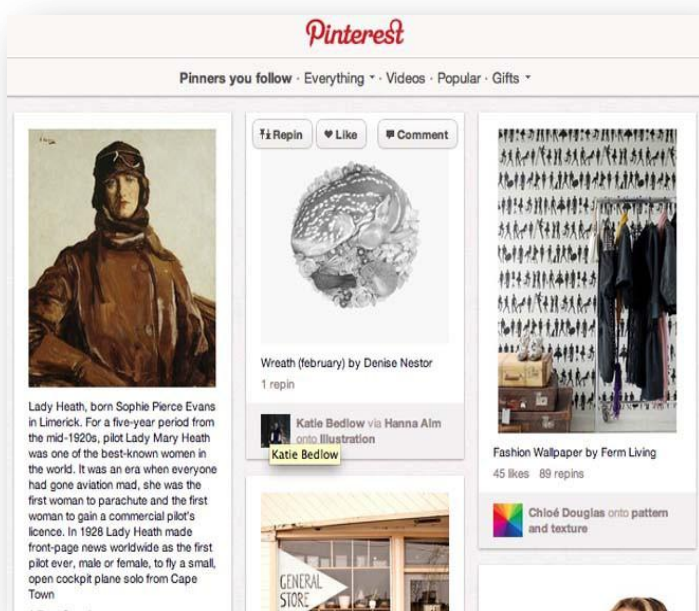 Pinterest
Pinners you follow · Everything · Videos · Popular · Gifts
Lady Heath, born Sophie Pierce Evans
in Limerick. For a five-year period from
the mid-1920s, pilot Lady Mary Heath
was one of the best-known women in
the world. It was an era when everyone
had gone aviation mad, she was the
first woman to parachute and the first
woman to gain a commercial pilot's
licence. In 1928 Lady Heath made
front-page news worldwide as the first
pilot ever, male or female, to fly a small,
open cockpit plane solo from Cape
Town
Repin Like Comment
Wreath (february) by Denise Nestor
1 repin
Katie Bedlow via Hanna Alm
onto Illustration
Katie Bedlow
GENERAL
STORE
Fashion Wallpaper by Ferm Living
45 likes 89 repins
Chloé Douglas onto pattern
and texture